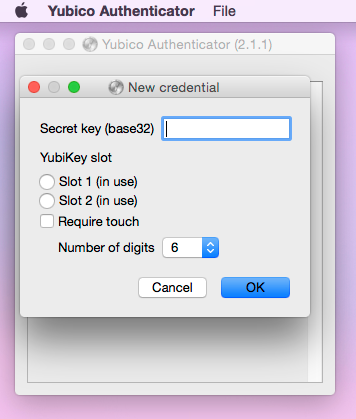 Yubico Authenticator File
Yubico Authenticator (2.1.1)
New credential
Secret key (base32)
YubiKey slot
Slot 1 (in use)
Slot 2 (in use)
Require touch
Number of digits 6
Cancel OK